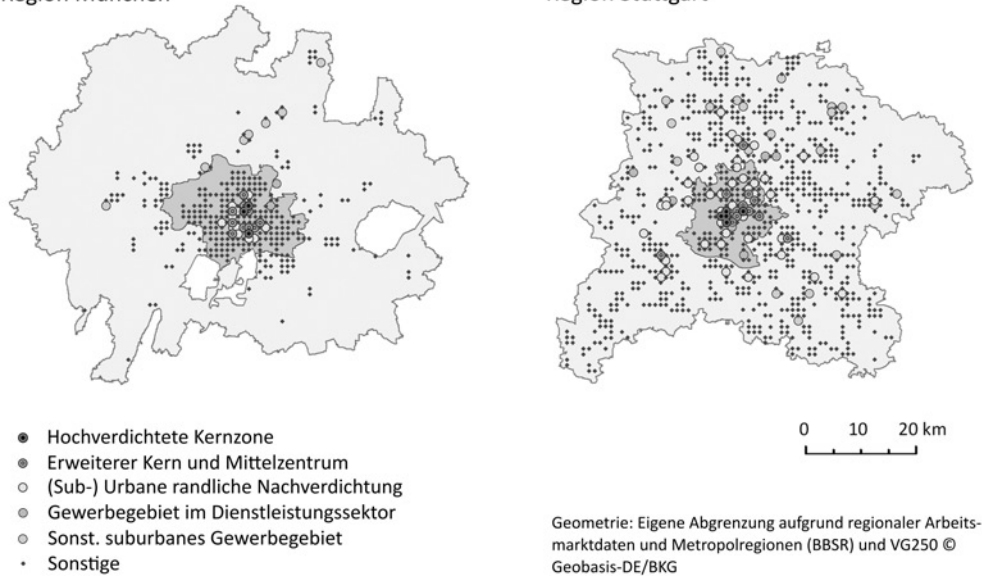 Region München
Region Stuttgart
Hochverdichtete Kernzone
Erweiterer Kern und Mittelzentrum
(Sub-) Urbane randliche Nachverdichtung
Gewerbegebiet im Dienstleistungssektor
Sonst. suburbanes Gewerbegebiet
Sonstige
0 10 20 km
Geometrie: Eigene Abgrenzung aufgrund regionaler Arbeits-
marktdaten und Metropolregionen (BBSR) und VG250 ©
Geobasis-DE/BKG